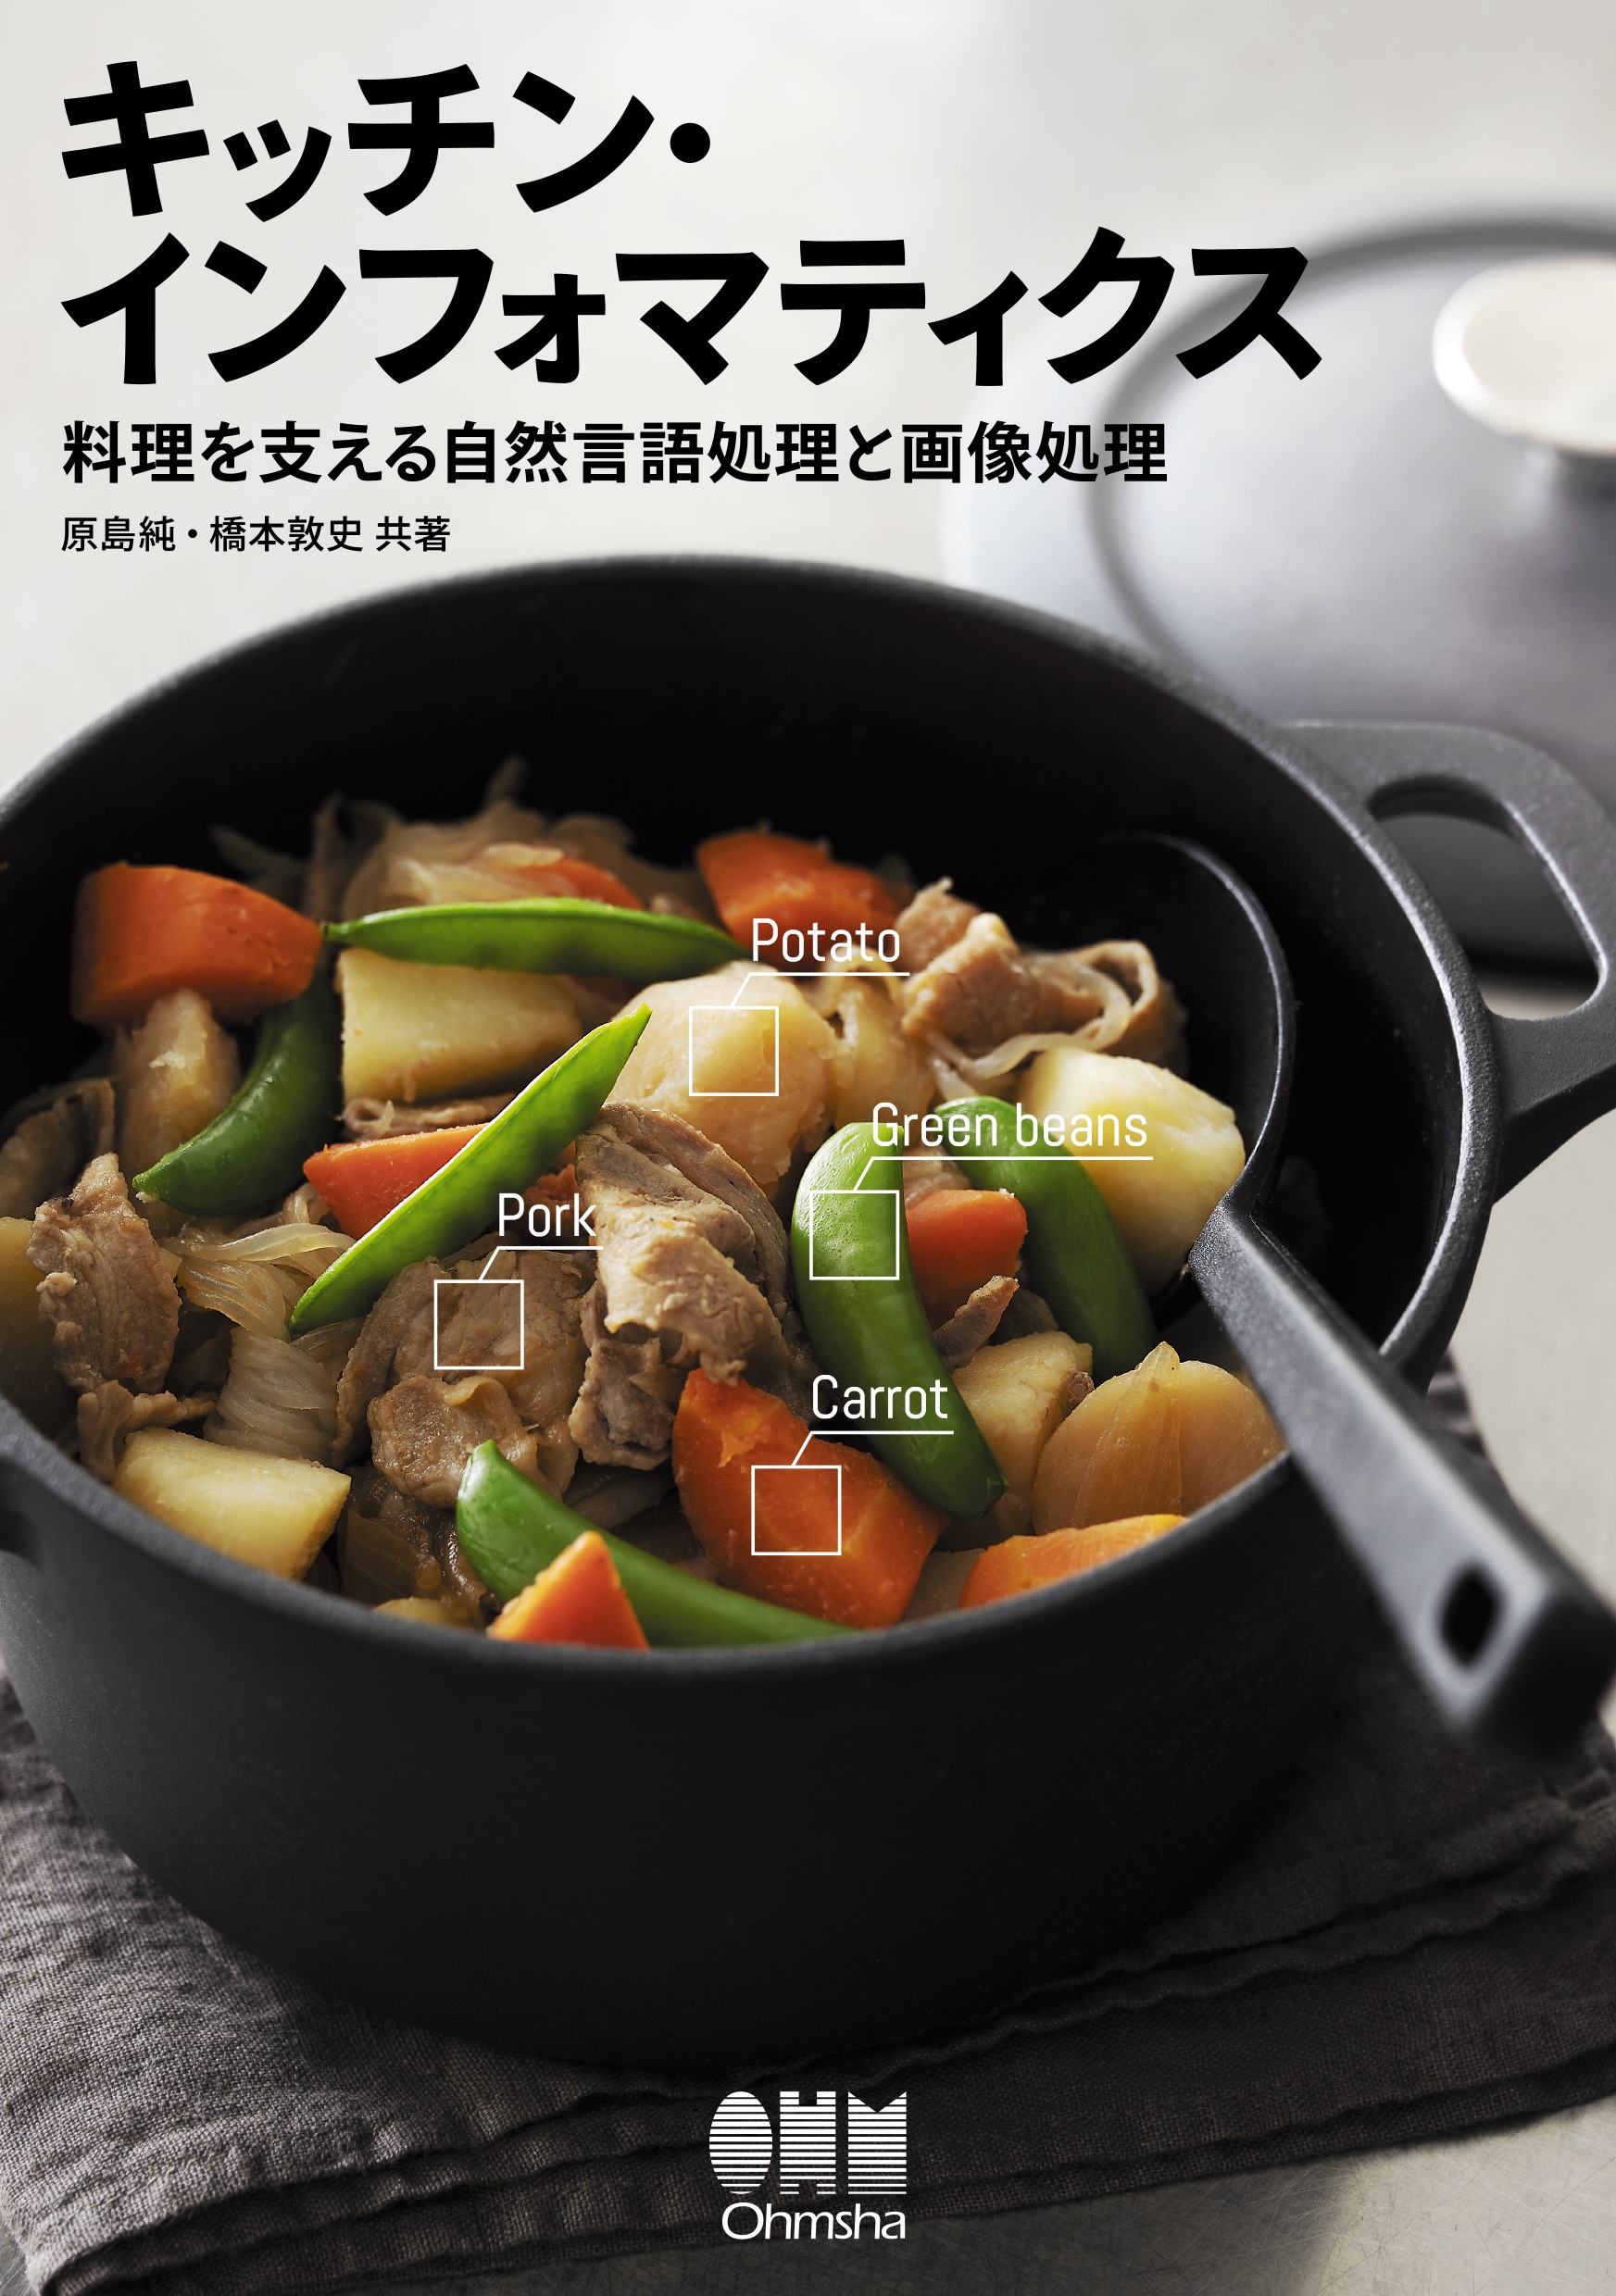 キッチン・
インフォマティクス
料理を支える自然言語処理と画像処理
原島純・橋本敦史 共著
Potato
Green beans
Pork
Carrot
OHM
Ohmsha